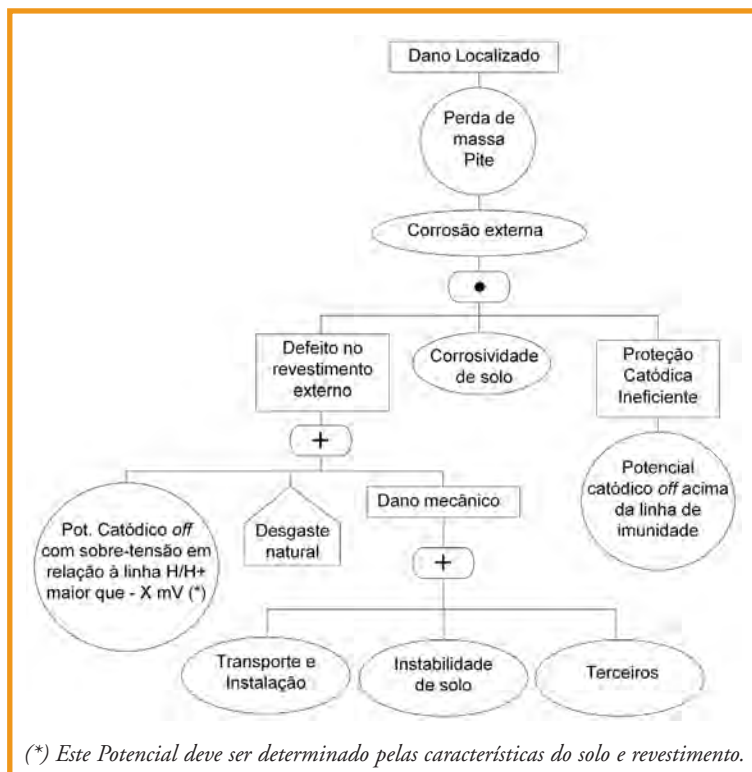 Dano Localizado
Perda de
massa
Pite
Corrosão externa
•
Defeito no
revestimento
externo
Corrosividade
de solo
Proteção
Catódica
Ineficiente
+
Pot. Catódico off
com sobre-tensão em
relação à linha H/H+
maior que - X mV (*)
Desgaste
natural
Dano mecânico
Potencial
catódico off acima
da linha de
imunidade
+
Transporte e
Instalação
Instabilidade
de solo
Terceiros
(*) Este Potencial deve ser determinado pelas características do solo e revestimento.